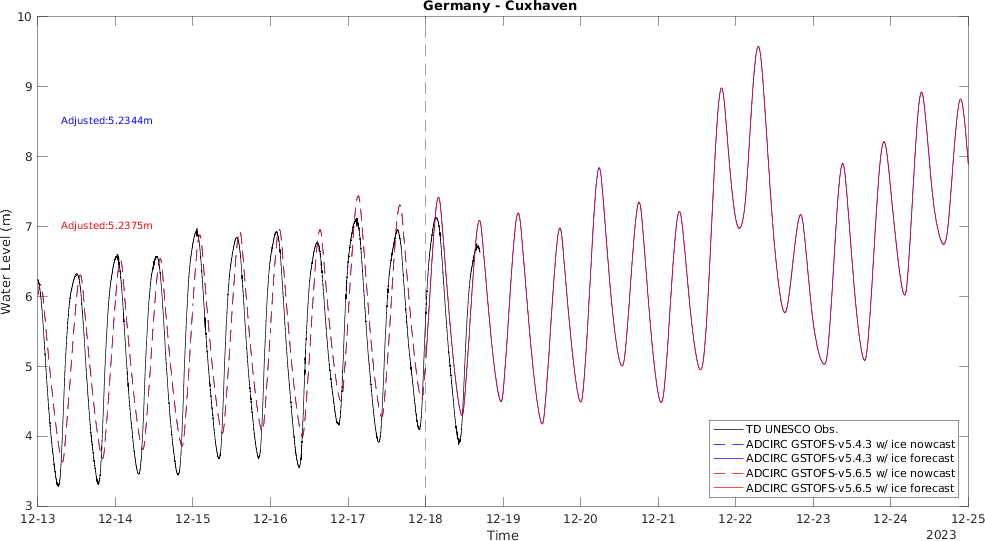 Germany - Cuxhaven
10
9
8
7
6
5
4
3
Water Level (m)
Adjusted:5.2344m
Adjusted:5.2375m
TD UNESCO Obs.
ADCIRC GSTOFS-v5.4.3 w/ ice nowcast
ADCIRC GSTOFS-v5.4.3 w/ ice forecast
ADCIRC GSTOFS-v5.6.5 w/ ice nowcast
ADCIRC GSTOFS-v5.6.5 w/ ice forecast
12-13 12-14 12-15 12-16 12-17 12-18 12-19 12-20 12-21 12-22 12-23 12-24 12-25
Time
2023